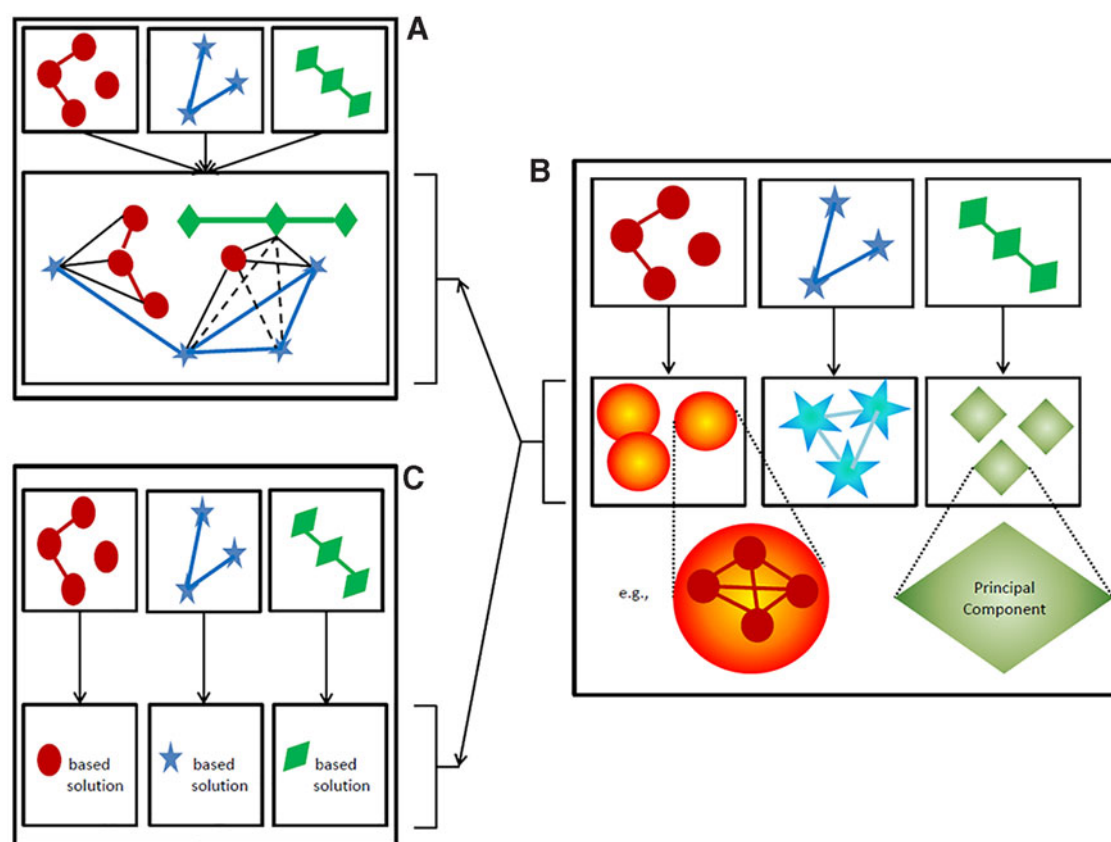 A
B
C
e.g.,
Principal
Component
based
solution
based
solution
based
solution